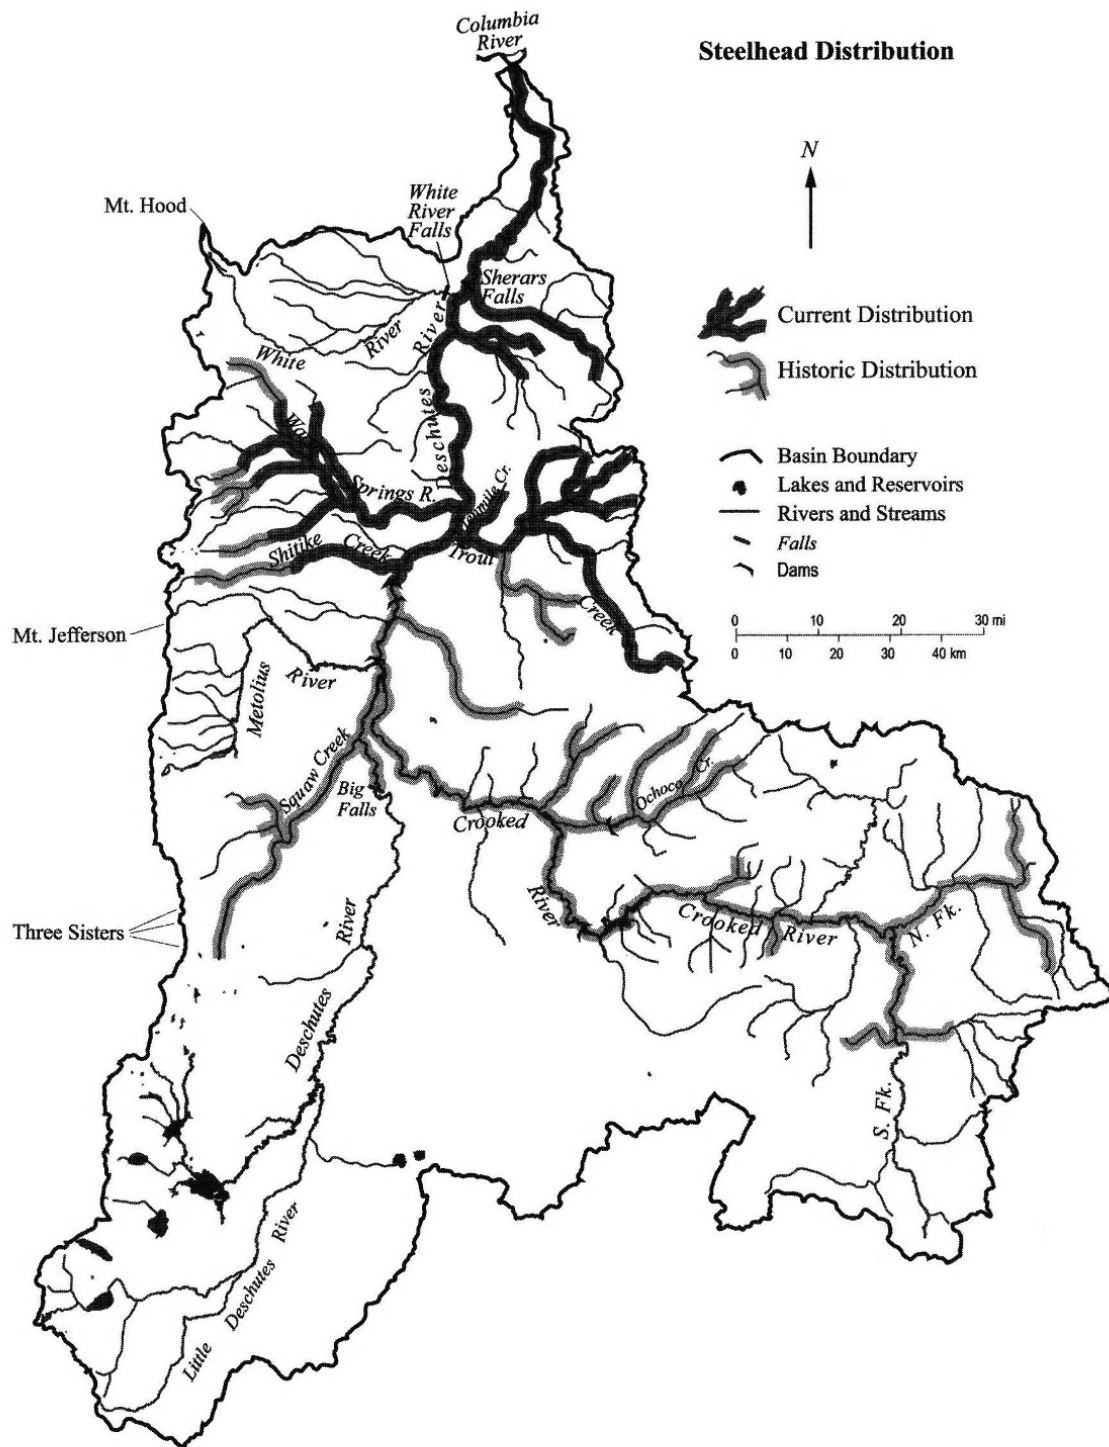 Columbia
River
Steelhead Distribution
N
White
River
Falls
Mt. Hood
Sherars
Falls
River
River
White
Current Distribution
Historic Distribution
Deschutes
Springs R.
Basin Boundary
Lakes and Reservoirs
Rivers and Streams
Falls
Dams
Shitike
Creek
Trout
Creek
0 10 20 30 mi
0 10 20 30 40 km
Mt. Jefferson
Metolius
River
Squaw Creek
Big
Falls
Crooked
River
Ochoco Cr.
Crooked River
N. Fk.
S. Fk.
Three Sisters
River
Deschutes
Little Deschutes River